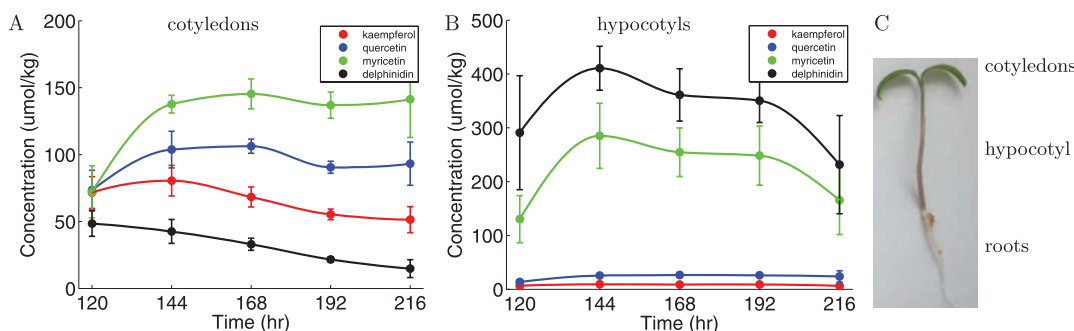 A
cotyledons
Concentration (umol/kg)
200
150
100
50
0
120 144 168 192 216
Time (hr)
kaempferol
quercetin
myricetin
delphinidin
B
hypocotyls
Concentration (umol/kg)
500
400
300
200
100
0
120 144 168 192 216
Time (hr)
kaempferol
quercetin
myricetin
delphinidin
C
cotyledons
hypocotyl
roots